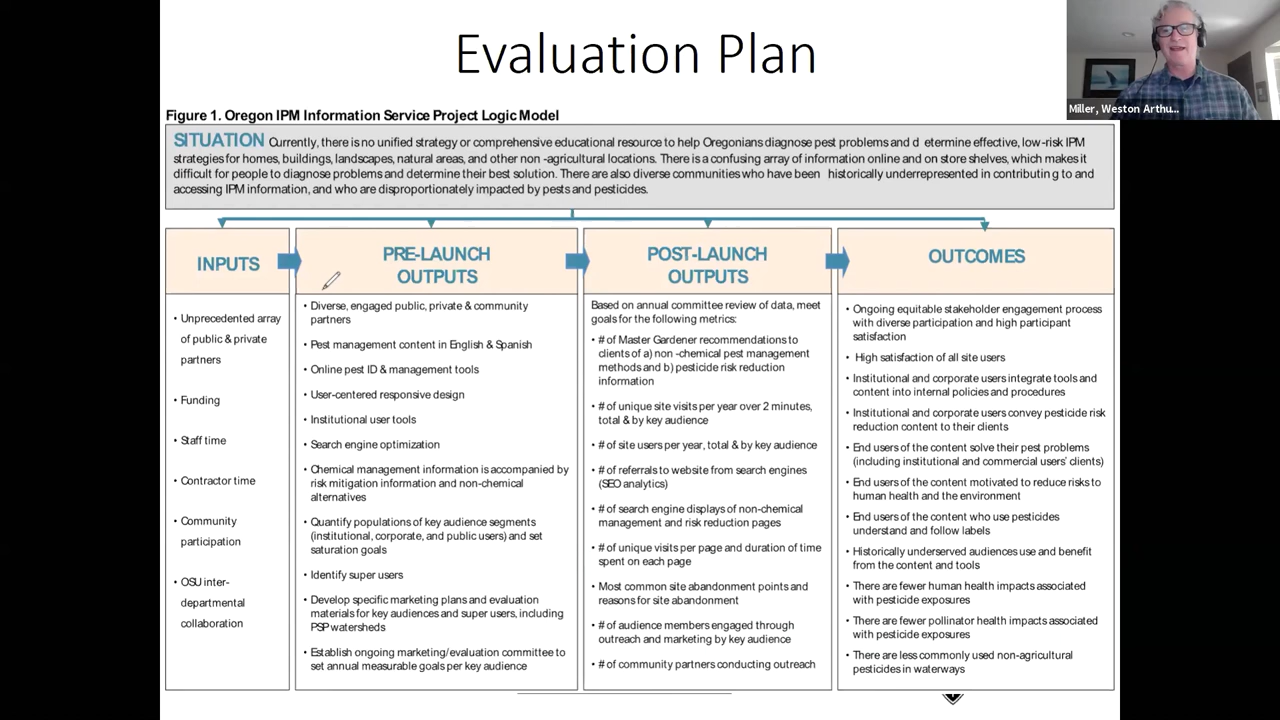 Evaluation Plan
Miller, Weston Arthu...
Figure 1. Oregon IPM Information Service Project Logic Model
SITUATION Currently, there is no unified strategy or comprehensive educational resource to help Oregonians diagnose pest problems and d etermine effective, low-risk IPM
strategies for homes, buildings, landscapes, natural areas, and other non -agricultural locations. There is a confusing array of information online and on store shelves, which makes it
difficult for people to diagnose problems and determine their best solution. There are also diverse communities who have been historically underrepresented in contributin g to and
accessing IPM information, and who are disproportionately impacted by pests and pesticides.
INPUTS
• Unprecedented array
of public & private
partners
• Funding
• Staff time
• Contractor time
• Community
participation
• OSU inter-
departmental
collaboration
PRE-LAUNCH
OUTPUTS
• Diverse, engaged public, private & community
partners
• Pest management content in English & Spanish
• Online pest ID & management tools
• User-centered responsive design
• Institutional user tools
• Search engine optimization
• Chemical management information is accompanied by
risk mitigation information and non-chemical
alternatives
• Quantify populations of key audience segments
(institutional, corporate, and public users) and set
saturation goals
• Identify super users
• Develop specific marketing plans and evaluation
materials for key audiences and super users, including
PSP watersheds
• Establish ongoing marketing/evaluation committee to
set annual measurable goals per key audience
POST-LAUNCH
OUTPUTS
Based on annual committee review of data, meet
goals for the following metrics:
• # of Master Gardener recommendations to
clients of a) non -chemical pest management
methods and b) pesticide risk reduction
information
• # of unique site visits per year over 2 minutes,
total & by key audience
• # of site users per year, total & by key audience
• # of referrals to website from search engines
(SEO analytics)
• # of search engine displays of non-chemical
management and risk reduction pages
• # of unique visits per page and duration of time
spent on each page
• Most common site abandonment points and
reasons for site abandonment
• # of audience members engaged through
outreach and marketing by key audience
• # of community partners conducting outreach
OUTCOMES
• Ongoing equitable stakeholder engagement process
with diverse participation and high participant
satisfaction
• High satisfaction of all site users
• Institutional and corporate users integrate tools and
content into internal policies and procedures
• Institutional and corporate users convey pesticide risk
reduction content to their clients
• End users of the content solve their pest problems
(including institutional and commercial users' clients)
• End users of the content motivated to reduce risks to
human health and the environment
• End users of the content who use pesticides
understand and follow labels
• Historically underserved audiences use and benefit
from the content and tools
• There are fewer human health impacts associated
with pesticide exposures
• There are fewer pollinator health impacts associated
with pesticide exposures
• There are less commonly used non-agricultural
pesticides in waterways